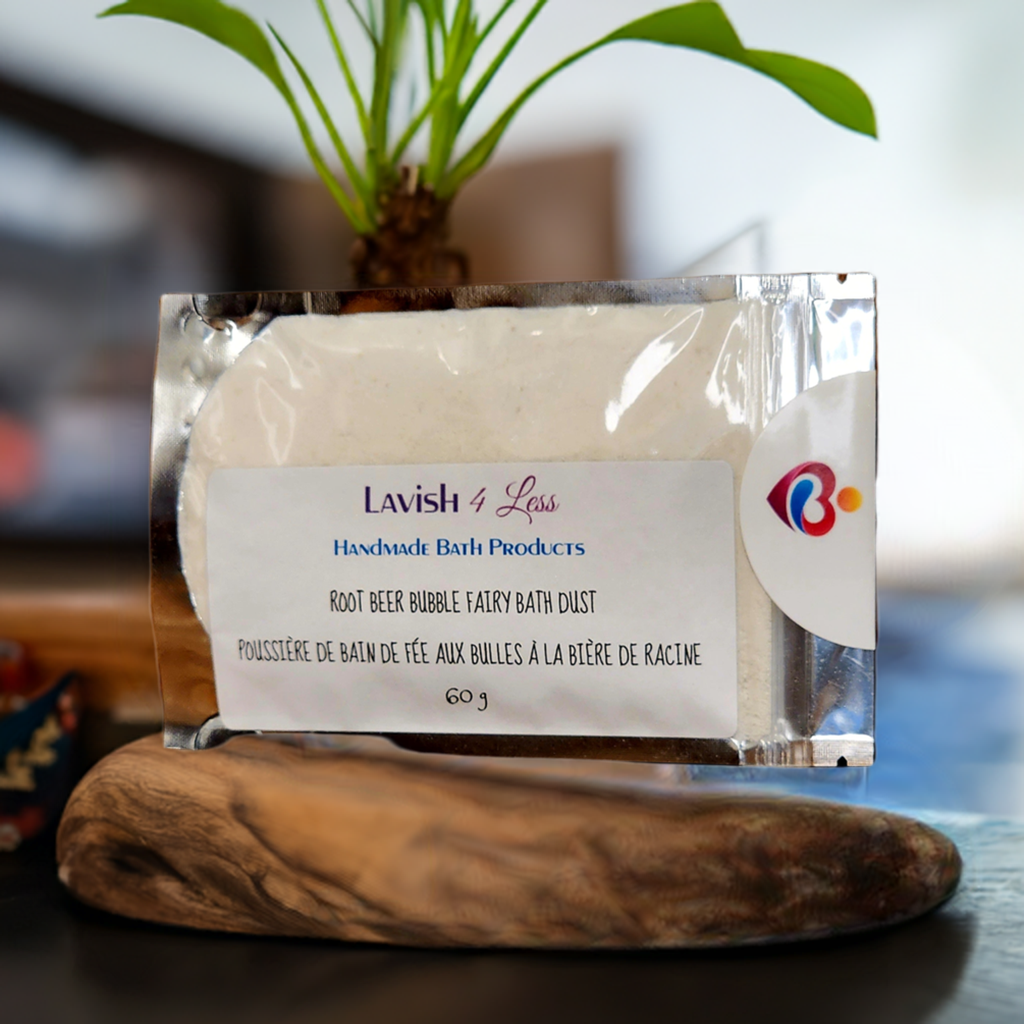 Lavish 4 Less
Handmade Bath Products
ROOT BEER BUBBLE FAIRY BATH DUST
POUSSIÈRE DE BAIN DE FÉE AUX BULLES À LA BIÈRE DE RACINE
60 g